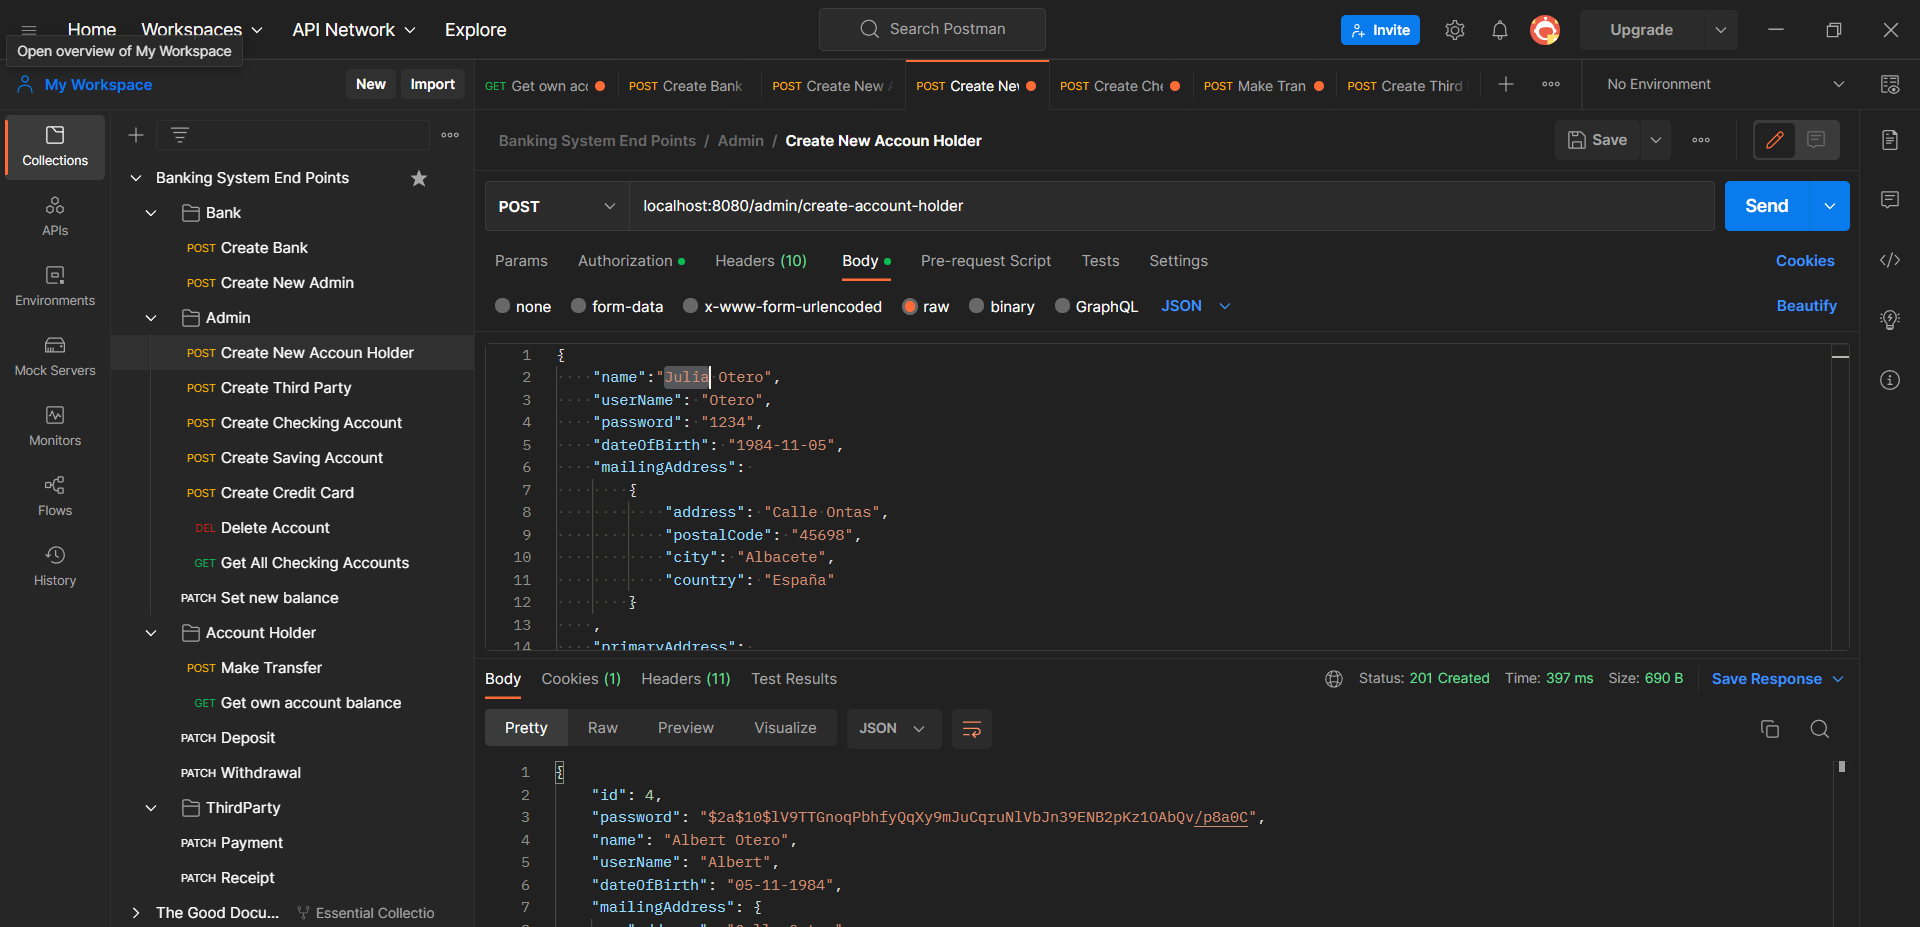 Home Workspaces API Network Explore Search Postman Invite Upgrade
Open overview of My Workspace
My Workspace New Import
GET Get own acc POST Create Bank POST Create New A POST Create Nev POST Create Che POST Make Tran POST Create Third No Environment
Collections
APIs
Environments
Mock Servers
Monitors
Flows
History
Banking System End Points
Bank
POST Create Bank
POST Create New Admin
Admin
POST Create New Accoun Holder
POST Create Third Party
POST Create Checking Account
POST Create Saving Account
POST Create Credit Card
DEL Delete Account
GET Get All Checking Accounts
PATCH Set new balance
Account Holder
POST Make Transfer
GET Get own account balance
PATCH Deposit
PATCH Withdrawal
ThirdParty
PATCH Payment
PATCH Receipt
The Good Docu... Essential Collectio
Banking System End Points / Admin / Create New Accoun Holder Save
POST localhost:8080/admin/create-account-holder Send
Params Authorization Headers (10) Body Pre-request Script Tests Settings Cookies
none form-data x-www-form-urlencoded raw binary GraphQL JSON Beautify
1 {
2 "name":"Julia Otero",
3 "userName": "Otero",
4 "password": "1234",
5 "dateOfBirth": "1984-11-05",
6 "mailingAddress":
7 {
8 "address": "Calle Ontas",
9 "postalCode": "45698",
10 "city": "Albacete",
11 "country": "España"
12 }
13 ,
14 "primaryAddress":
Body Cookies (1) Headers (11) Test Results Status: 201 Created Time: 397 ms Size: 690 B Save Response
Pretty Raw Preview Visualize JSON
1 {
2 "id": 4,
3 "password": "$2a$10$lV9TTGnoqPbhfyQqXy9mJuCqruNlVbJn39ENB2pKz1OAbQv/p8a0C",
4 "name": "Albert Otero",
5 "userName": "Albert",
6 "dateOfBirth": "05-11-1984",
7 "mailingAddress": {